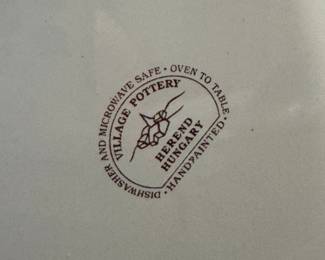 DISHWASHER AND MICROWAVE SAFE • OVEN TO TABLE • HANDPAINTED •
VILLAGE POTTERY
HEREND
HUNGARY